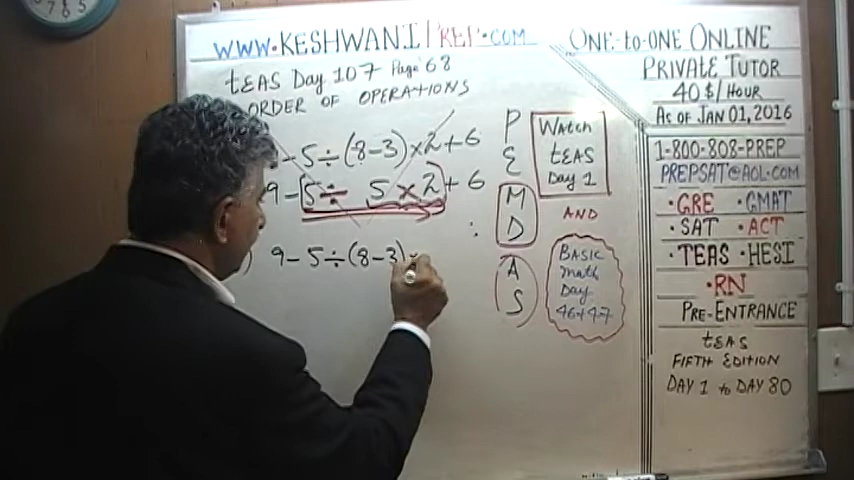 WWW.KESHWANIPREP.COM
TEAS Day 107 Page 68
ORDER OF OPERATIONS
9 - 5 ÷ (8 - 3) × 2 + 6
9 - [5 ÷ 5 × 2] + 6
) 9 - 5 ÷ (8 - 3) ×
P
E
M
D
A
S
Watch
TEAS
Day 1
AND
BASIC
Math
Day
46+47
ONE-to-ONE ONLINE
PRIVATE TUTOR
40$/HOUR
AS OF JAN 01, 2016
1-800-808-PREP
PREPSAT@AOL.COM
•GRE •GMAT
•SAT •ACT
•TEAS •HESI
•RN
PRE-ENTRANCE
TEAS
FIFTH EDITION
DAY 1 to DAY 80